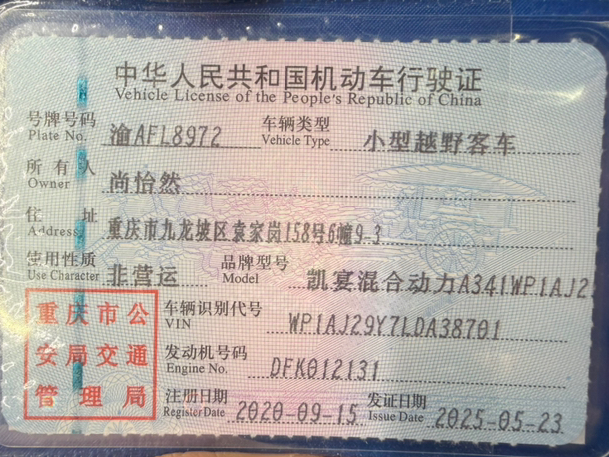 中华人民共和国机动车行驶证
Vehicle License of the People's Republic of China
号牌号码 渝AFL8972 车辆类型 小型越野客车
Plate No. Vehicle Type
所有人 尚怡然
Owner
住址 重庆市九龙坡区袁家岗158号6幢9-3
Address
使用性质 非营运 品牌型号 凯宴混合动力A341WP1AJ2
Use Character Model
重庆市公
安局交通
管理局
车辆识别代号 WP1AJ29Y7LDA38701
VIN
发动机号码 DFK012131
Engine No.
注册日期 2020-09-15 发证日期 2025-05-23
Register Date Issue Date